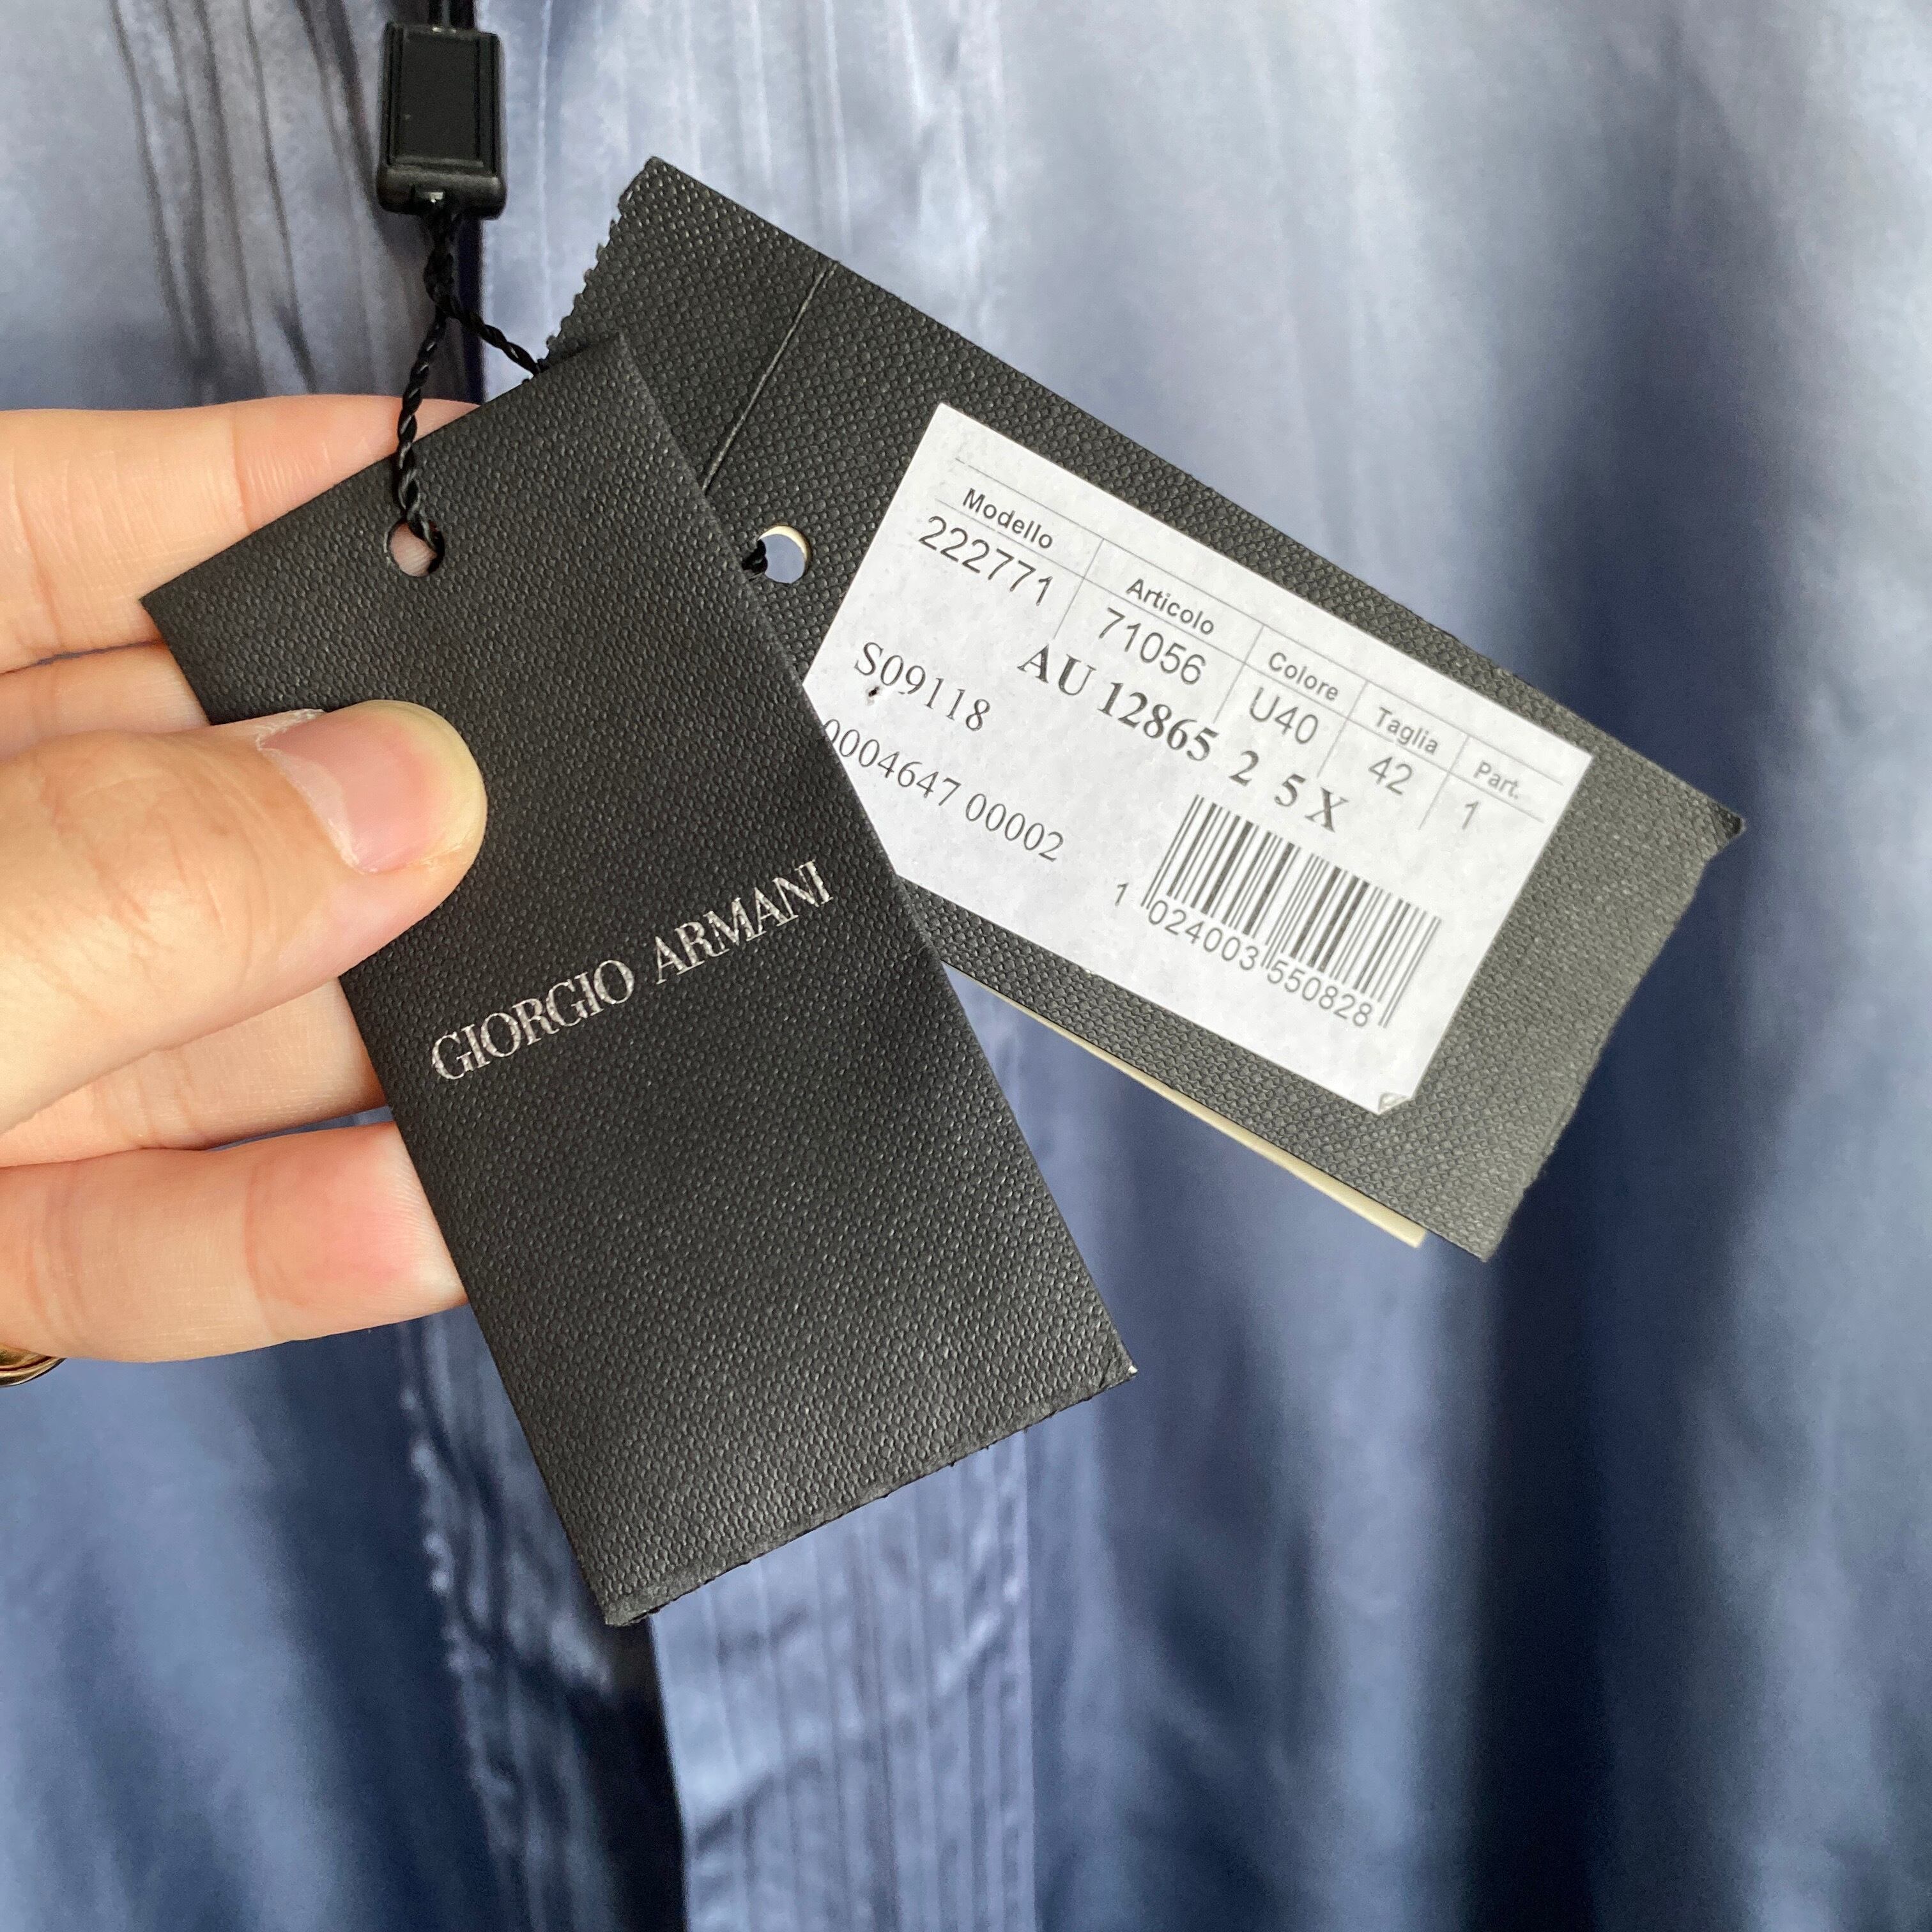 GIORGIO ARMANI
Modello Articolo Colore Taglia Part.
222771 71056 U40 42 1
AU 12865 2 5 X
S09118
0004647 00002
1 024003 550828